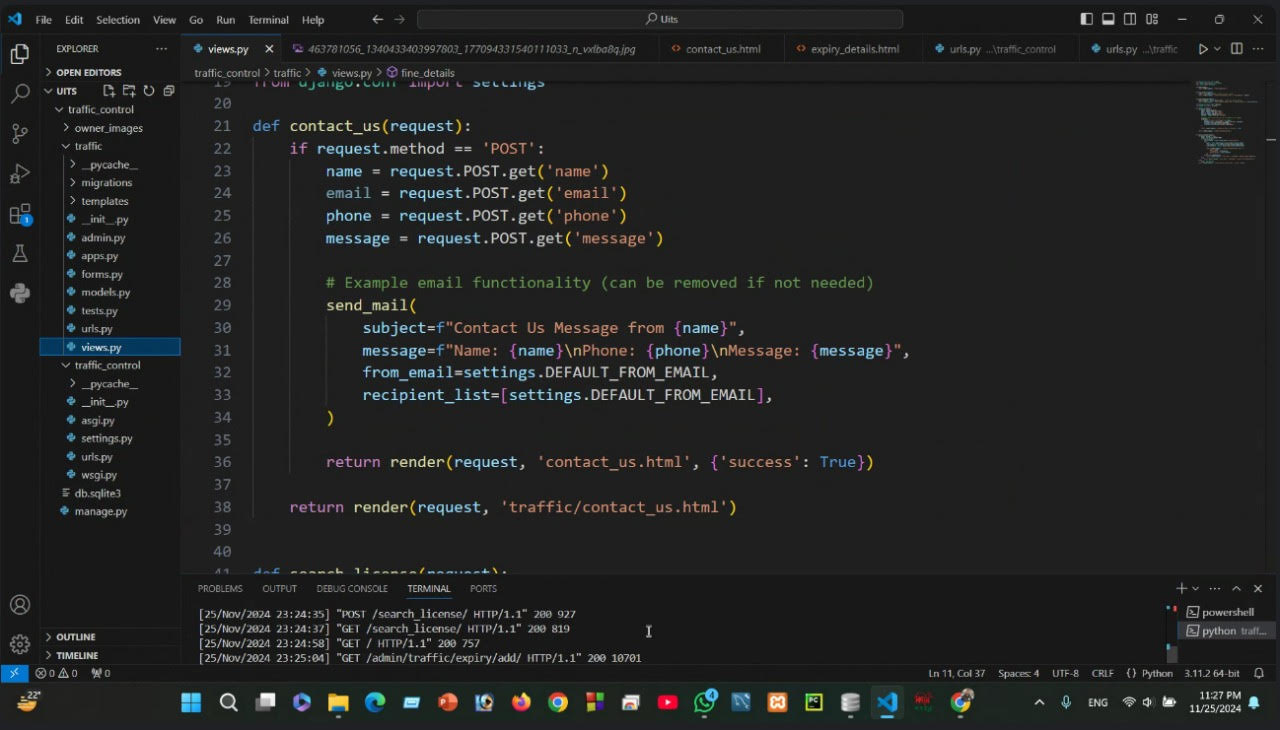 File Edit Selection View Go Run Terminal Help
Uits
EXPLORER
views.py
463781056_1340433403997803_177094331540111033_n_vxlba8q.jpg
contact_us.html
expiry_details.html
urls.py ...\traffic_control
urls.py ...\traffic
traffic_control > traffic > views.py > fine_details
OPEN EDITORS
UITS
traffic_control
owner_images
traffic
__pycache__
migrations
templates
__init__.py
admin.py
apps.py
forms.py
models.py
tests.py
urls.py
views.py
traffic_control
__pycache__
__init__.py
asgi.py
settings.py
urls.py
wsgi.py
db.sqlite3
manage.py
OUTLINE
TIMELINE
19 from django.conf import settings
20
21 def contact_us(request):
22     if request.method == 'POST':
23         name = request.POST.get('name')
24         email = request.POST.get('email')
25         phone = request.POST.get('phone')
26         message = request.POST.get('message')
27
28         # Example email functionality (can be removed if not needed)
29         send_mail(
30             subject=f"Contact Us Message from {name}",
31             message=f"Name: {name}\nPhone: {phone}\nMessage: {message}",
32             from_email=settings.DEFAULT_FROM_EMAIL,
33             recipient_list=[settings.DEFAULT_FROM_EMAIL],
34         )
35
36         return render(request, 'contact_us.html', {'success': True})
37
38     return render(request, 'traffic/contact_us.html')
39
40
41 def search_license(request):
PROBLEMS OUTPUT DEBUG CONSOLE TERMINAL PORTS
[25/Nov/2024 23:24:35] "POST /search_license/ HTTP/1.1" 200 927
[25/Nov/2024 23:24:37] "GET /search_license/ HTTP/1.1" 200 819
[25/Nov/2024 23:24:58] "GET / HTTP/1.1" 200 757
[25/Nov/2024 23:25:04] "GET /admin/traffic/expiry/add/ HTTP/1.1" 200 10701
powershell
python traff...
0 0 0
Ln 11, Col 37 Spaces: 4 UTF-8 CRLF {} Python 3.11.2 64-bit
22°
4
PC
ENG
11:27 PM
11/25/2024